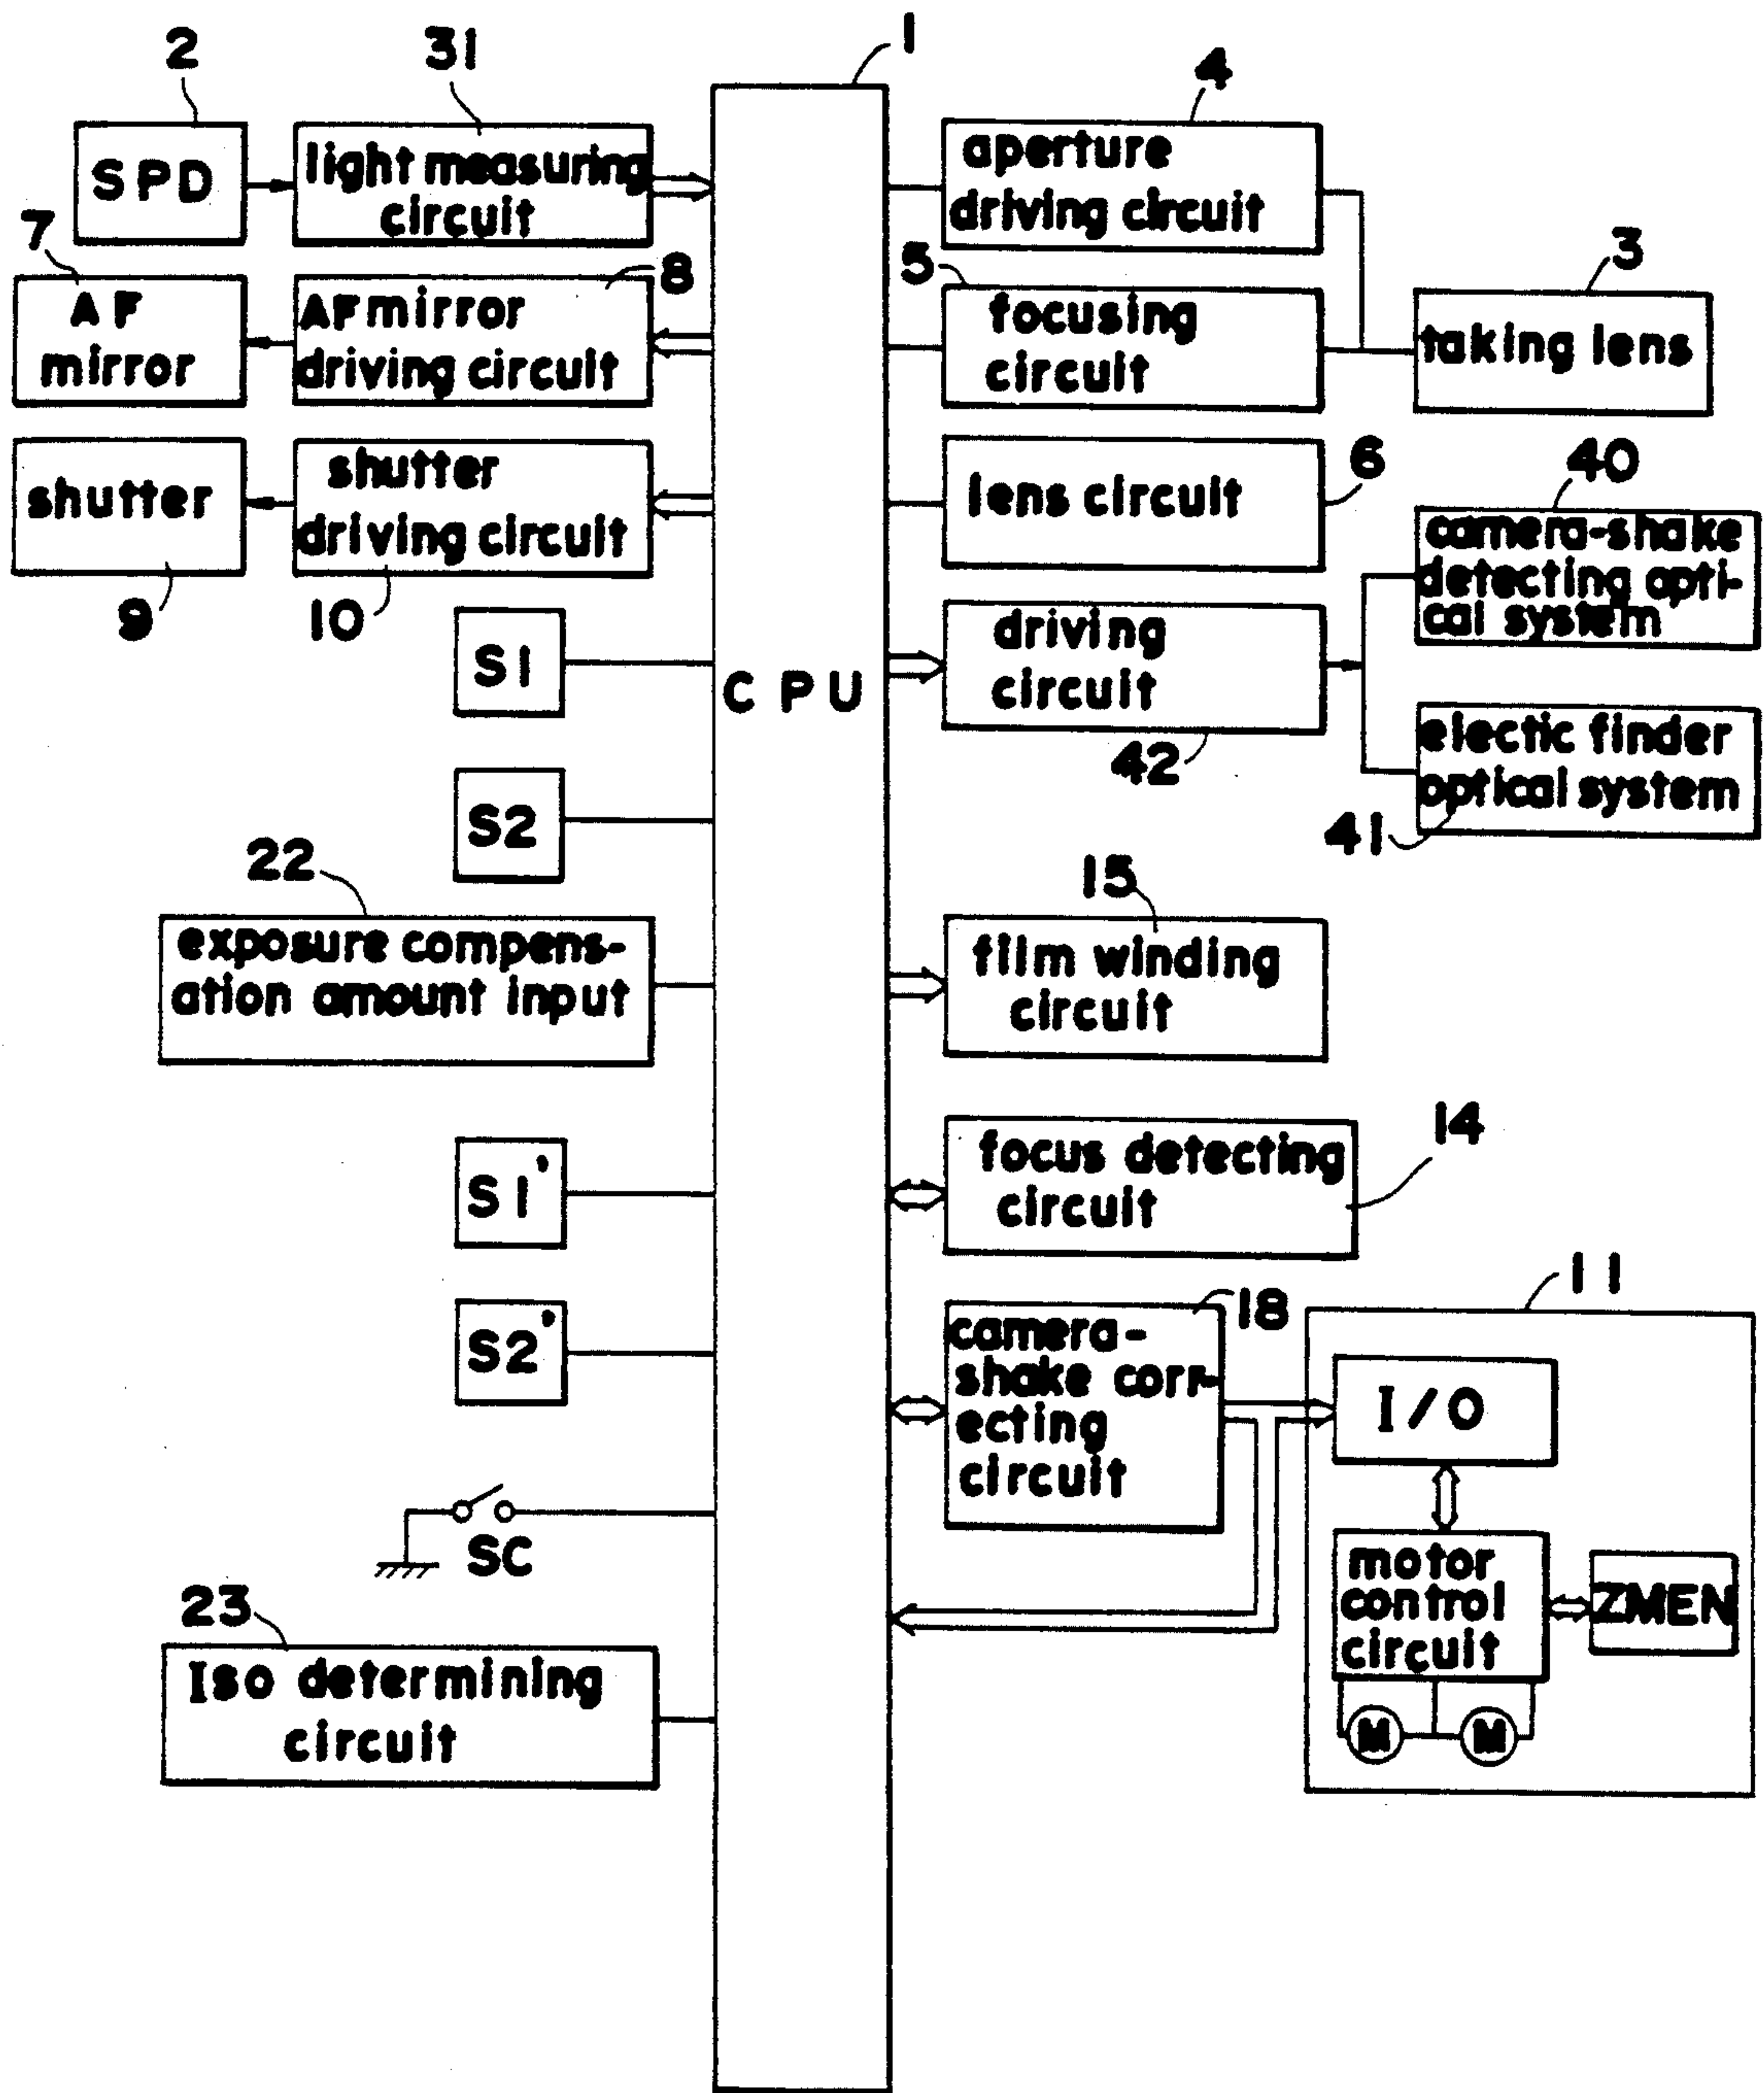 1
2
31
4
SPD
light measuring
circuit
aperture
driving circuit
7
8
5
3
AF
mirror
AF mirror
driving circuit
focusing
circuit
taking lens
shutter
shutter
driving circuit
lens circuit
6
40
camera-shake
detecting opti-
cal system
9
10
S1
CPU
driving
circuit
42
electic finder
optical system
41
S2
22
15
exposure compens-
ation amount input
film winding
circuit
14
S1'
focus detecting
circuit
11
S2'
18
camera-
shake corr-
ecting
circuit
I/O
SC
motor
control
circuit
ZMEN
23
Iso determining
circuit
M
M